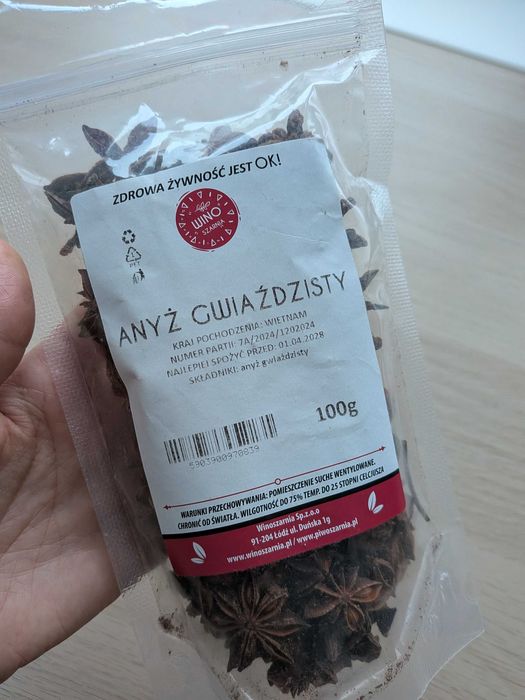 ZDROWA ŻYWNOŚĆ JEST OK!
WINO
SZARNIA
PET
ANYŻ GWIAŹDZISTY
KRAJ POCHODZENIA: WIETNAM
NUMER PARTII: 7A/2024/1202024
NAJLEPIEJ SPOŻYĆ PRZED: 01.04.2028
SKŁADNIKI: anyż gwiaździsty
100g
5903900970839
WARUNKI PRZECHOWYWANIA: POMIESZCZENIE SUCHE WENTYLOWANE.
CHRONIĆ OD ŚWIATŁA. WILGOTNOŚĆ DO 75% TEMP. DO 25 STOPNI CELCJUSZA
Winoszarnia Sp.z.o.o
91-204 Łódź ul. Duńska 1g
www.winoszarnia.pl / www.piwoszarnia.pl